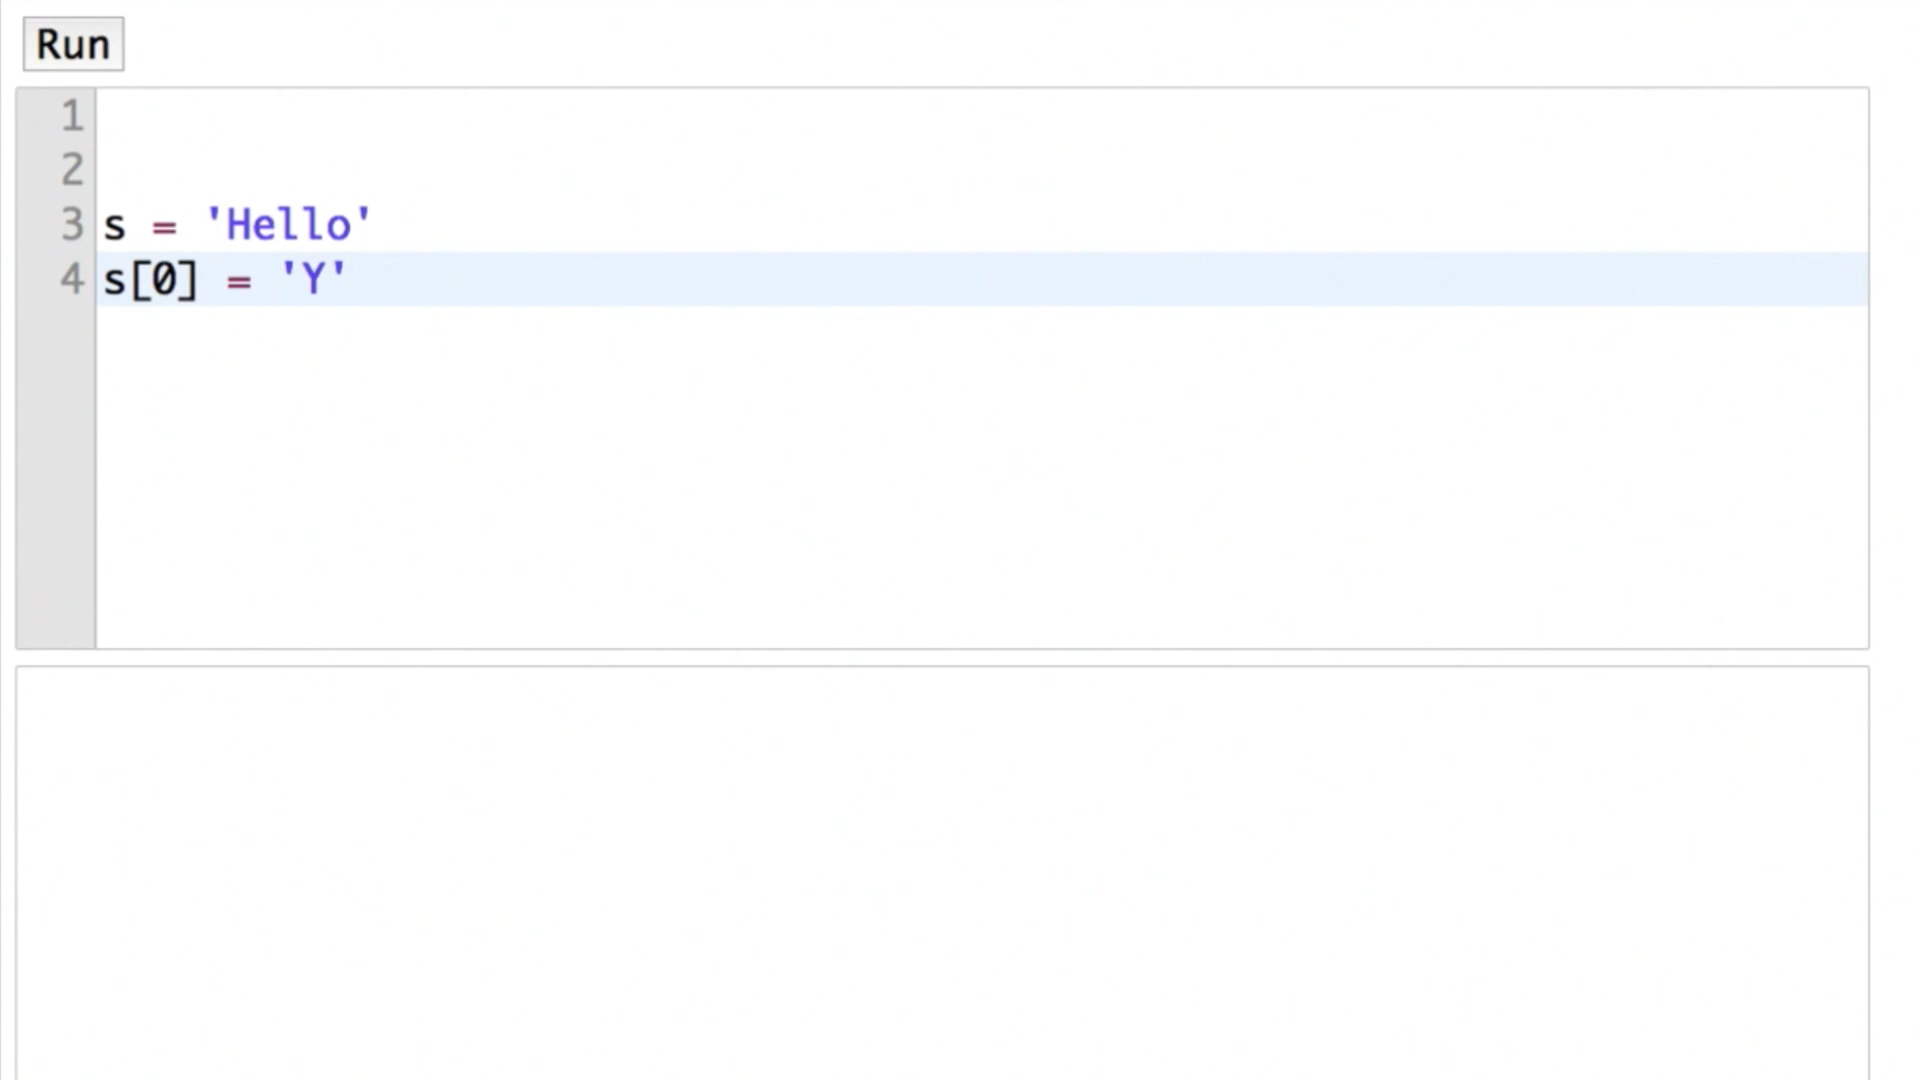 Run
1
2
3 s = 'Hello'
4 s[0] = 'Y'